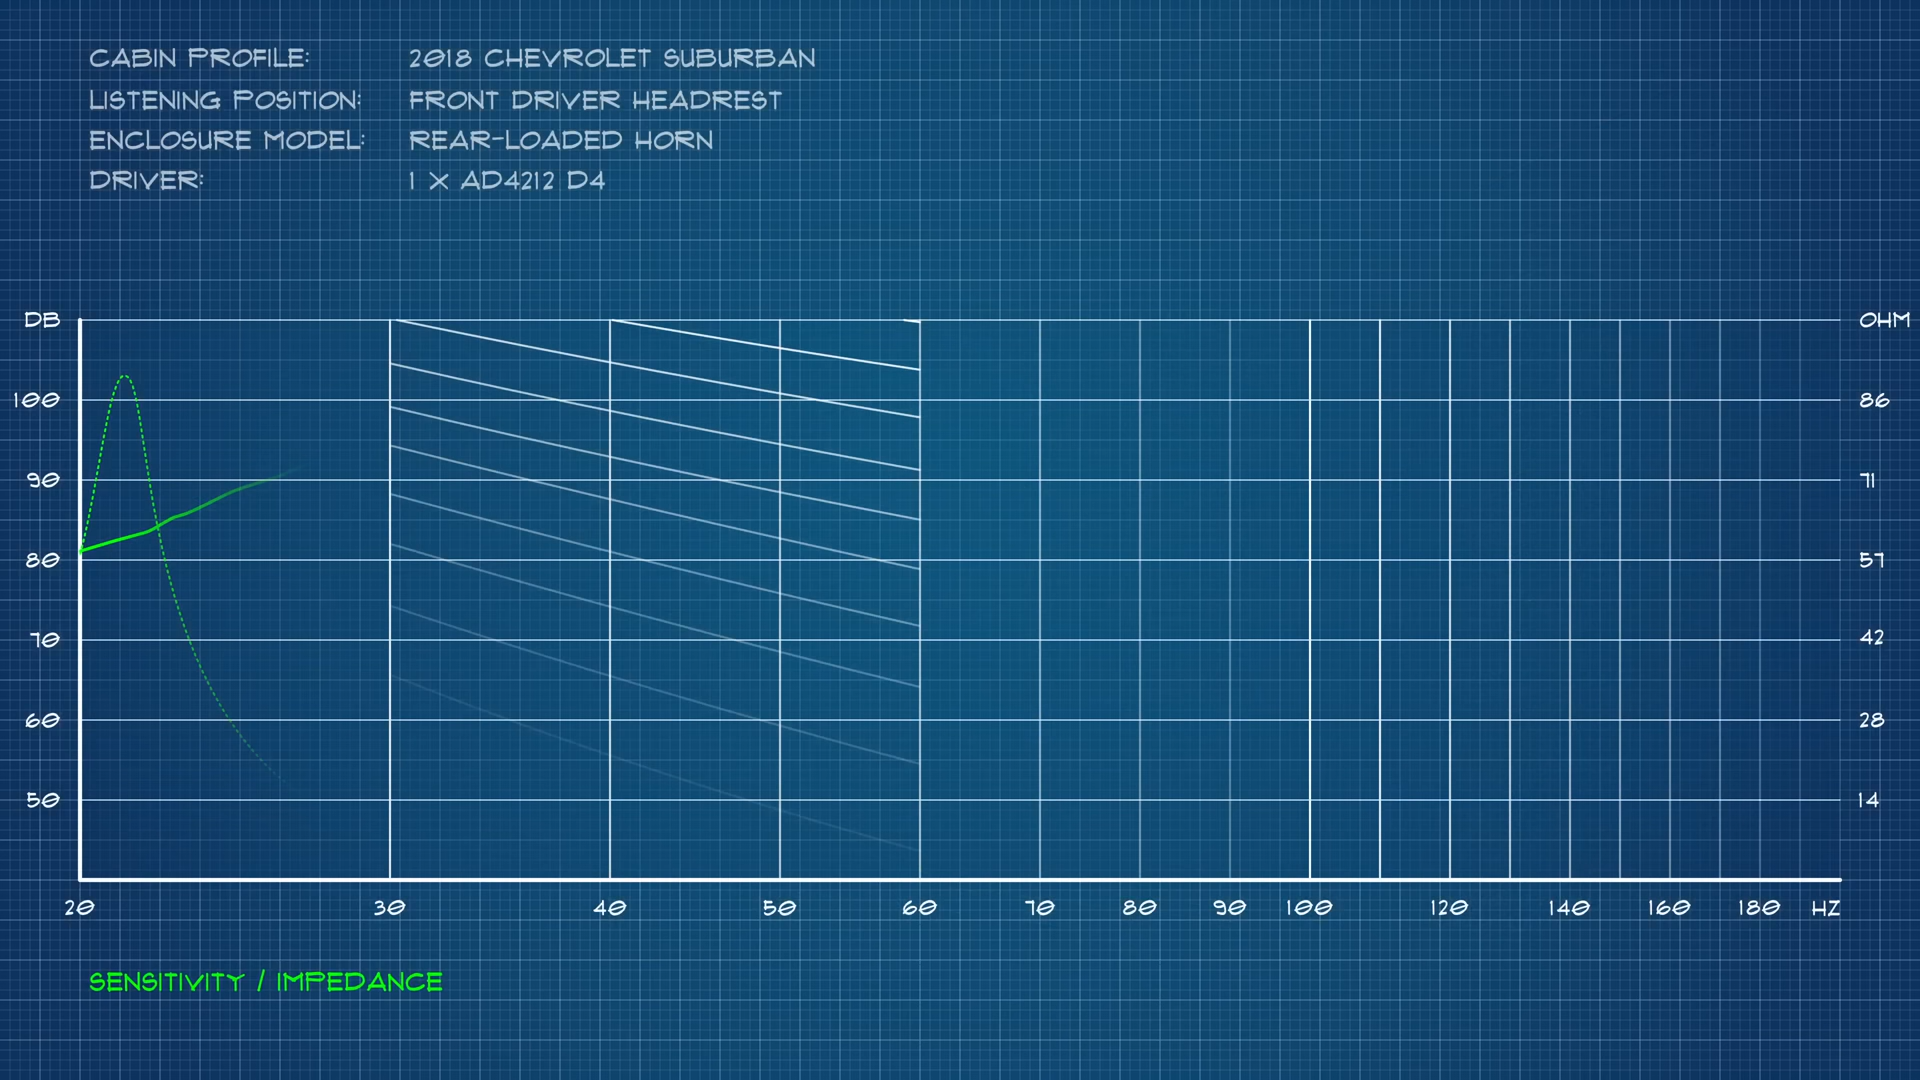 CABIN PROFILE: 2018 CHEVROLET SUBURBAN
LISTENING POSITION: FRONT DRIVER HEADREST
ENCLOSURE MODEL: REAR-LOADED HORN
DRIVER: 1 X AD4212 D4
DB OHM
100 86
90 71
80 57
70 42
60 28
50 14
20 30 40 50 60 70 80 90 100 120 140 160 180 HZ
SENSITIVITY / IMPEDANCE